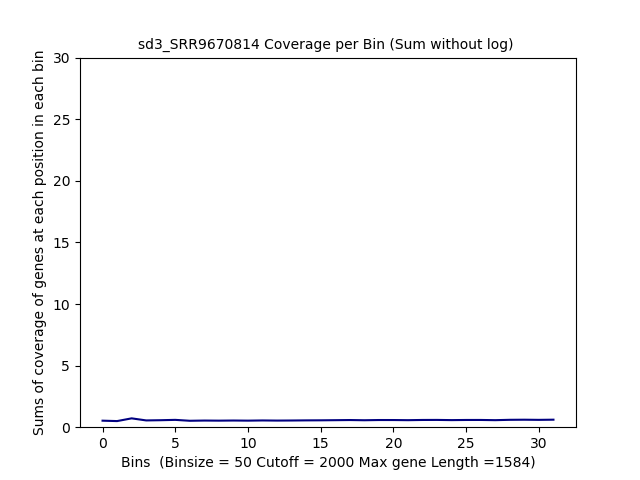 sd3_SRR9670814 Coverage per Bin (Sum without log)
Sums of coverage of genes at each position in each bin
30
25
20
15
10
5
0
0 5 10 15 20 25 30
Bins  (Binsize = 50 Cutoff = 2000 Max gene Length =1584)